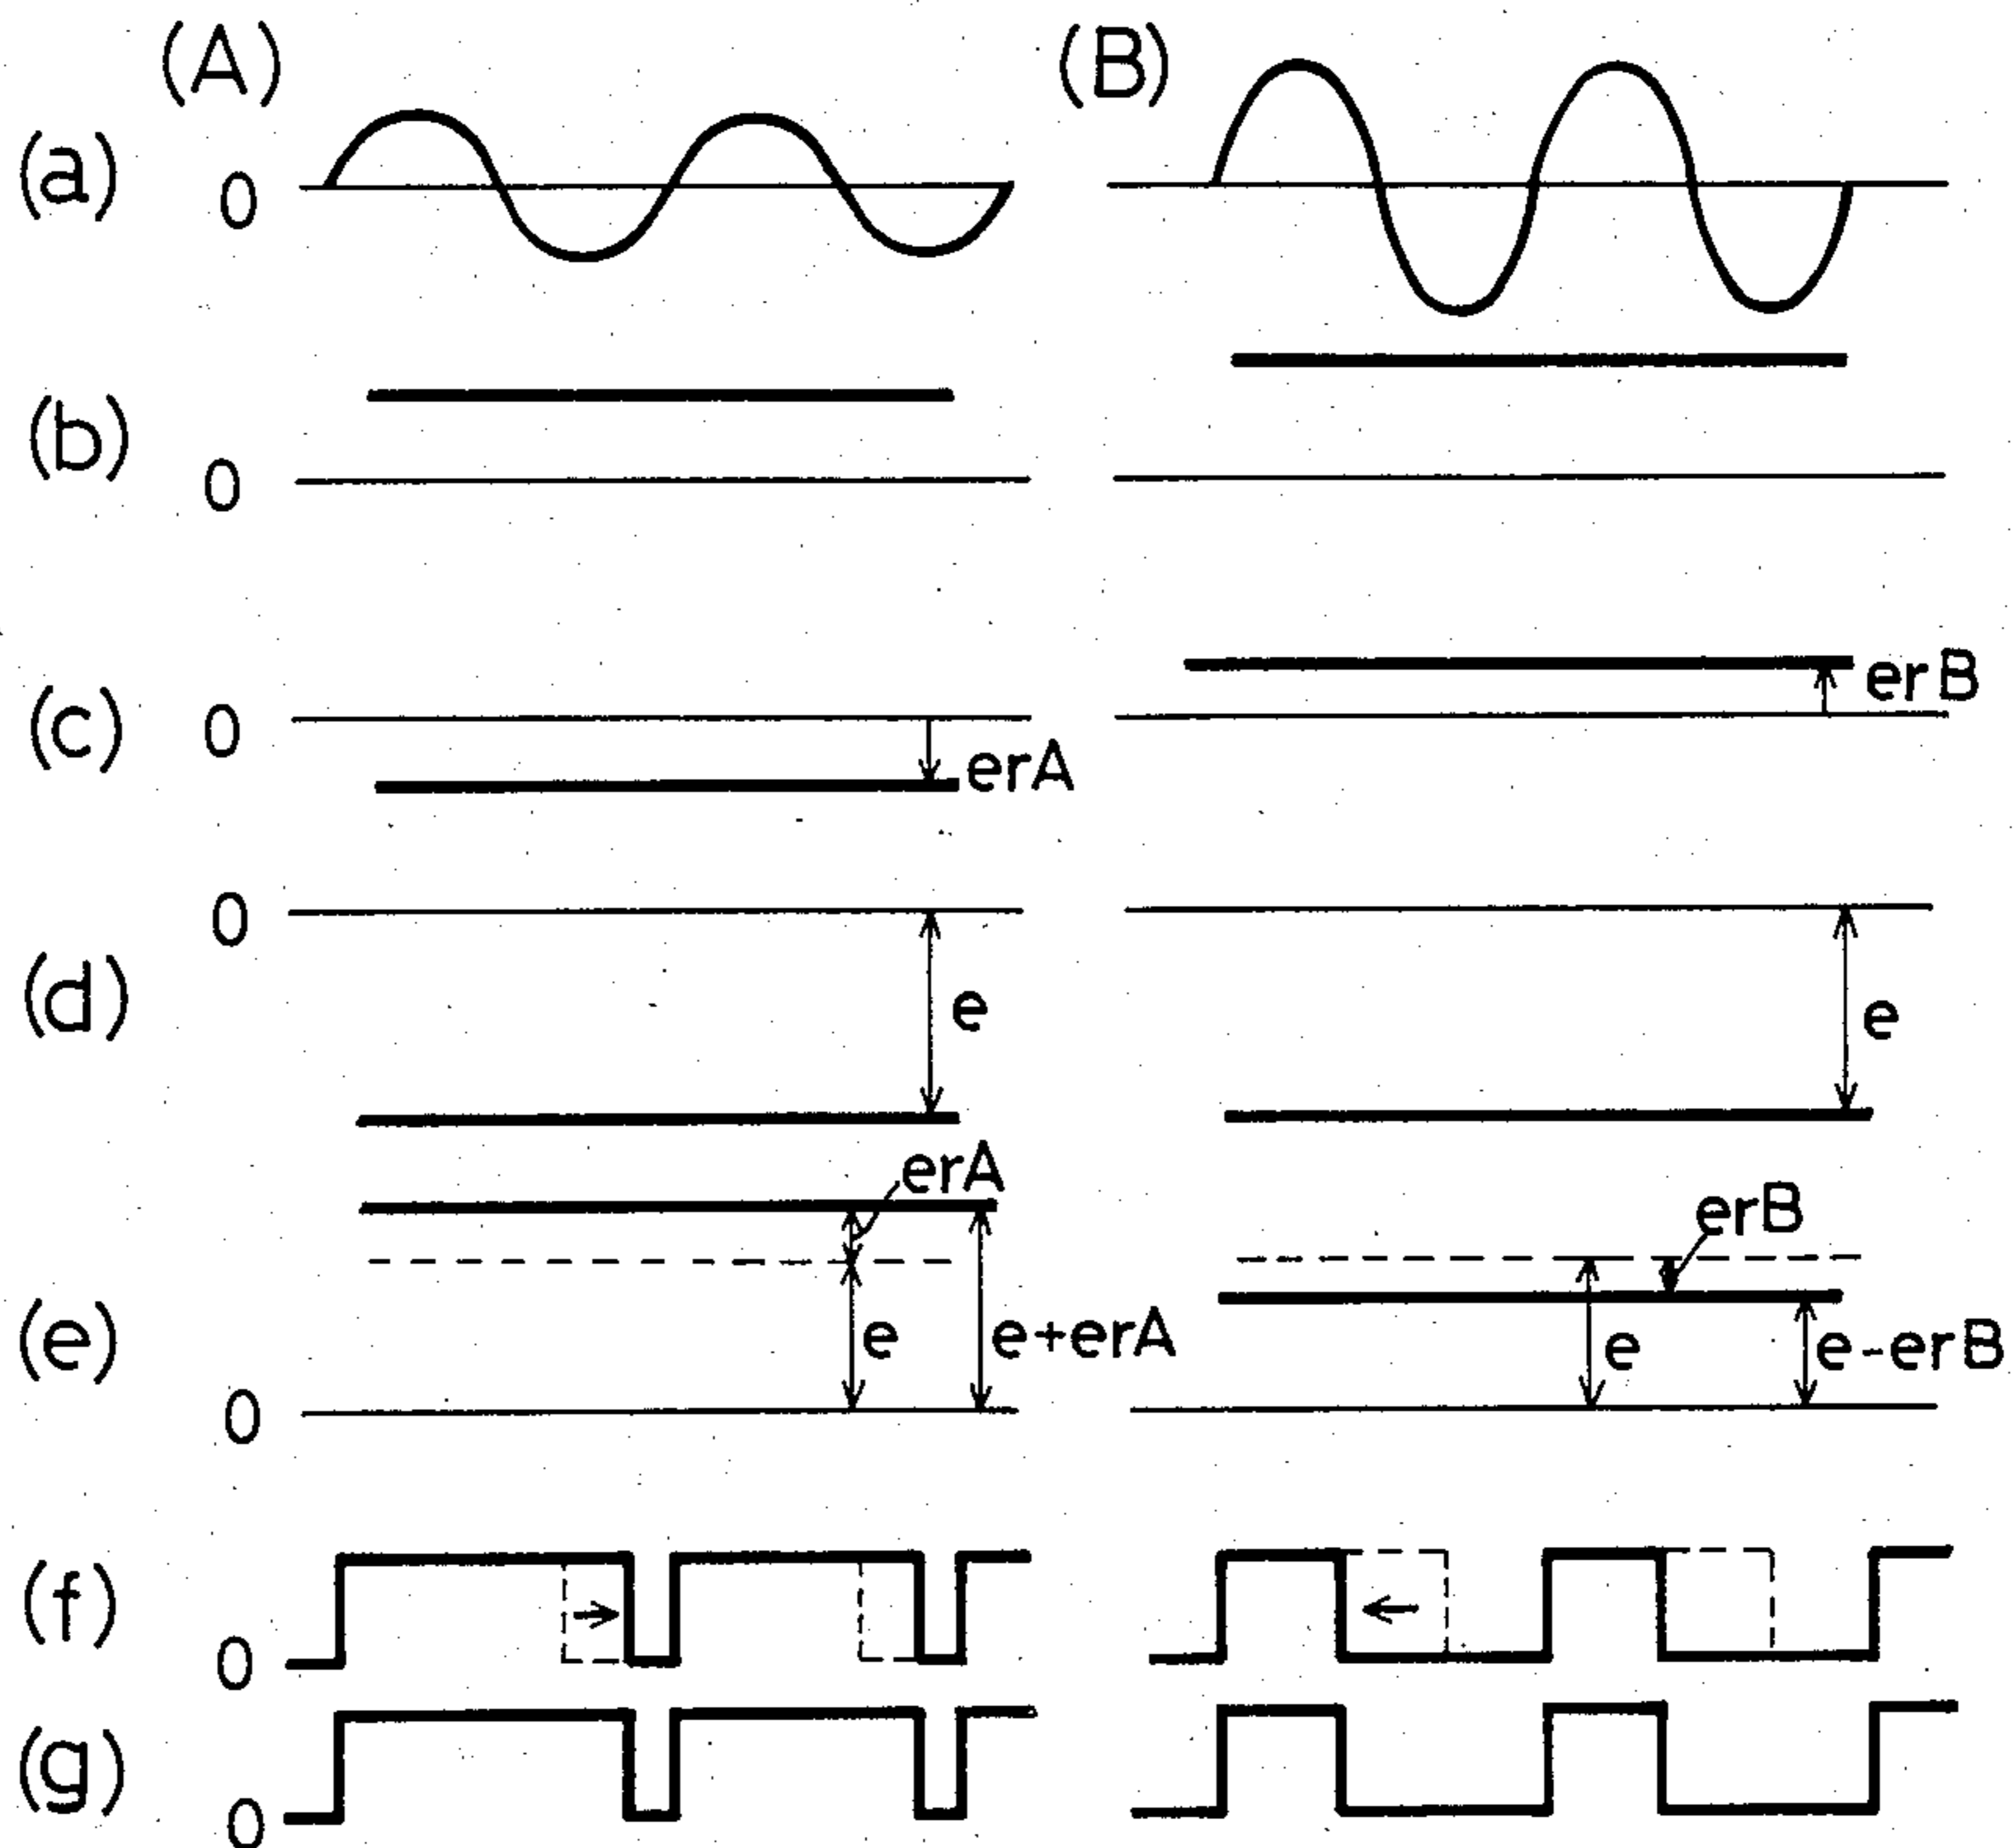 (A) (B)
(a) 0
(b) 0
(c) 0 erA erB
(d) 0 e e
(e) 0 erA e e+erA erB e e-erB
(f) 0
(g) 0